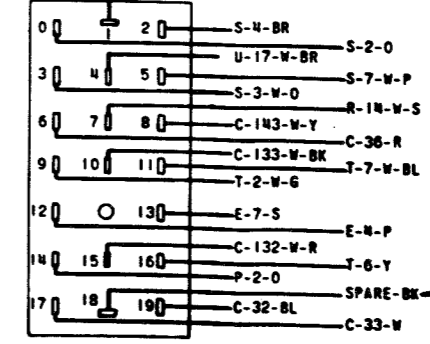 0 2 S-4-BR
S-2-O
U-17-W-BR
3 4 5 S-7-W-P
S-3-W-O
R-14-W-S
6 7 8 C-143-W-Y
C-36-R
C-133-W-BK
9 10 11 T-7-W-BL
T-2-W-G
12 13 E-7-S
E-4-P
C-132-W-R
14 15 16 T-6-Y
P-2-O
SPARE-BK
17 18 19 C-32-BL
C-33-W